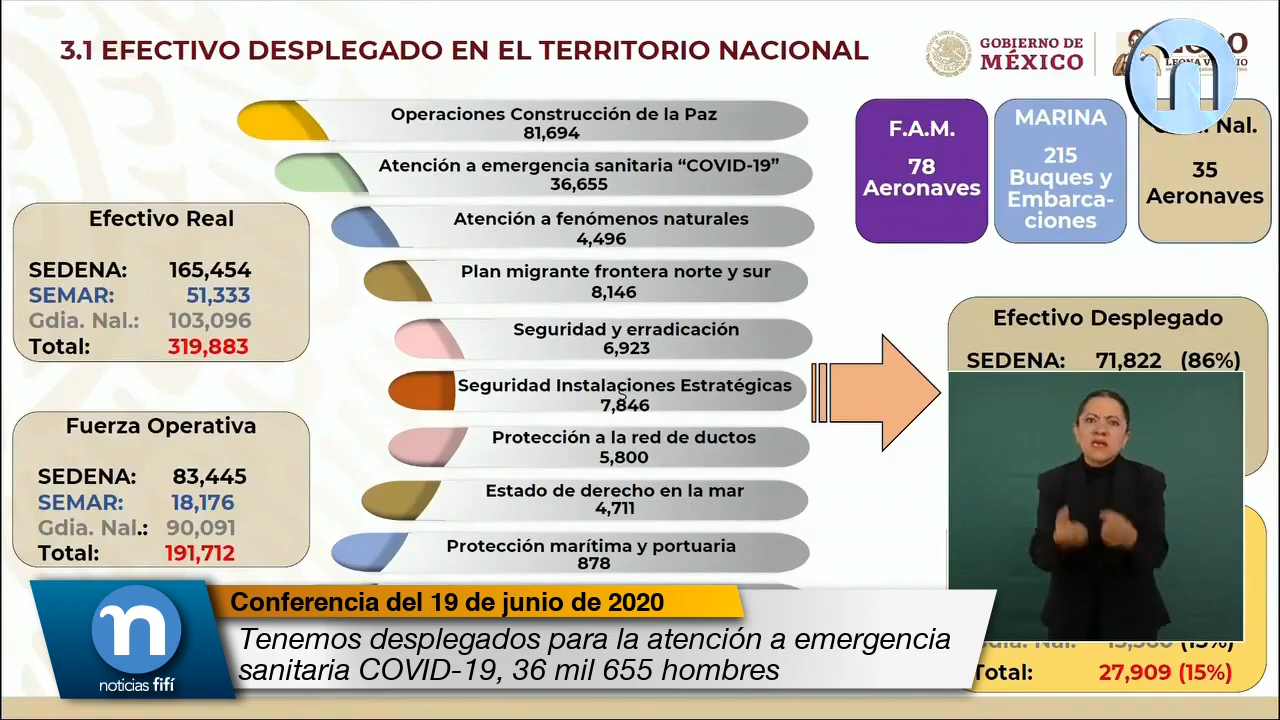 3.1 EFECTIVO DESPLEGADO EN EL TERRITORIO NACIONAL
GOBIERNO DE
MÉXICO
n
Operaciones Construcción de la Paz
81,694
Atención a emergencia sanitaria “COVID-19”
36,655
Atención a fenómenos naturales
4,496
Plan migrante frontera norte y sur
8,146
Seguridad y erradicación
6,923
Seguridad Instalaciones Estratégicas
7,846
Protección a la red de ductos
5,800
Estado de derecho en la mar
4,711
Protección marítima y portuaria
878
Efectivo Real
SEDENA: 165,454
SEMAR: 51,333
Gdia. Nal.: 103,096
Total: 319,883
Fuerza Operativa
SEDENA: 83,445
SEMAR: 18,176
Gdia. Nal.: 90,091
Total: 191,712
F.A.M.
78
Aeronaves
MARINA
215
Buques y
Embarca-
ciones
Nal.
35
Aeronaves
Efectivo Desplegado
SEDENA: 71,822 (86%)
Total: 27,909 (15%)
n
noticias fifí
Conferencia del 19 de junio de 2020
Tenemos desplegados para la atención a emergencia
sanitaria COVID-19, 36 mil 655 hombres